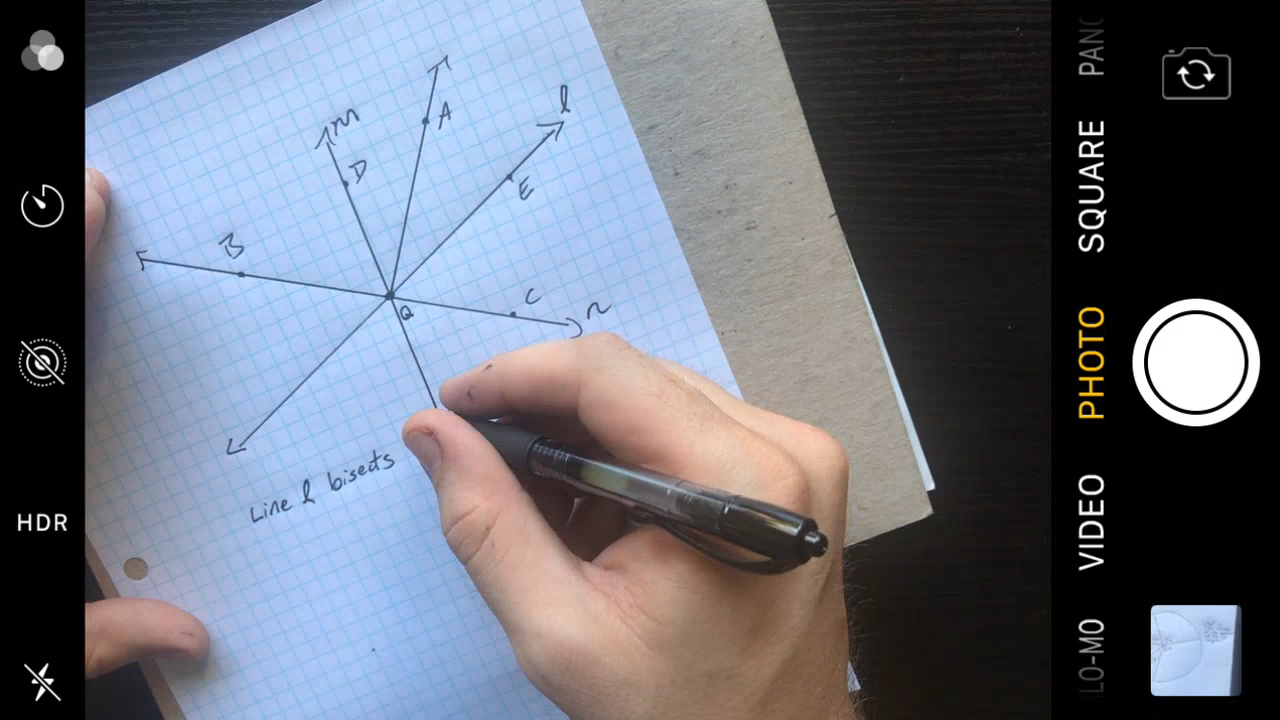 m
A
l
D
E
B
C
n
Q
Line l bisects
HDR
PANO
SQUARE
PHOTO
VIDEO
LO-MO